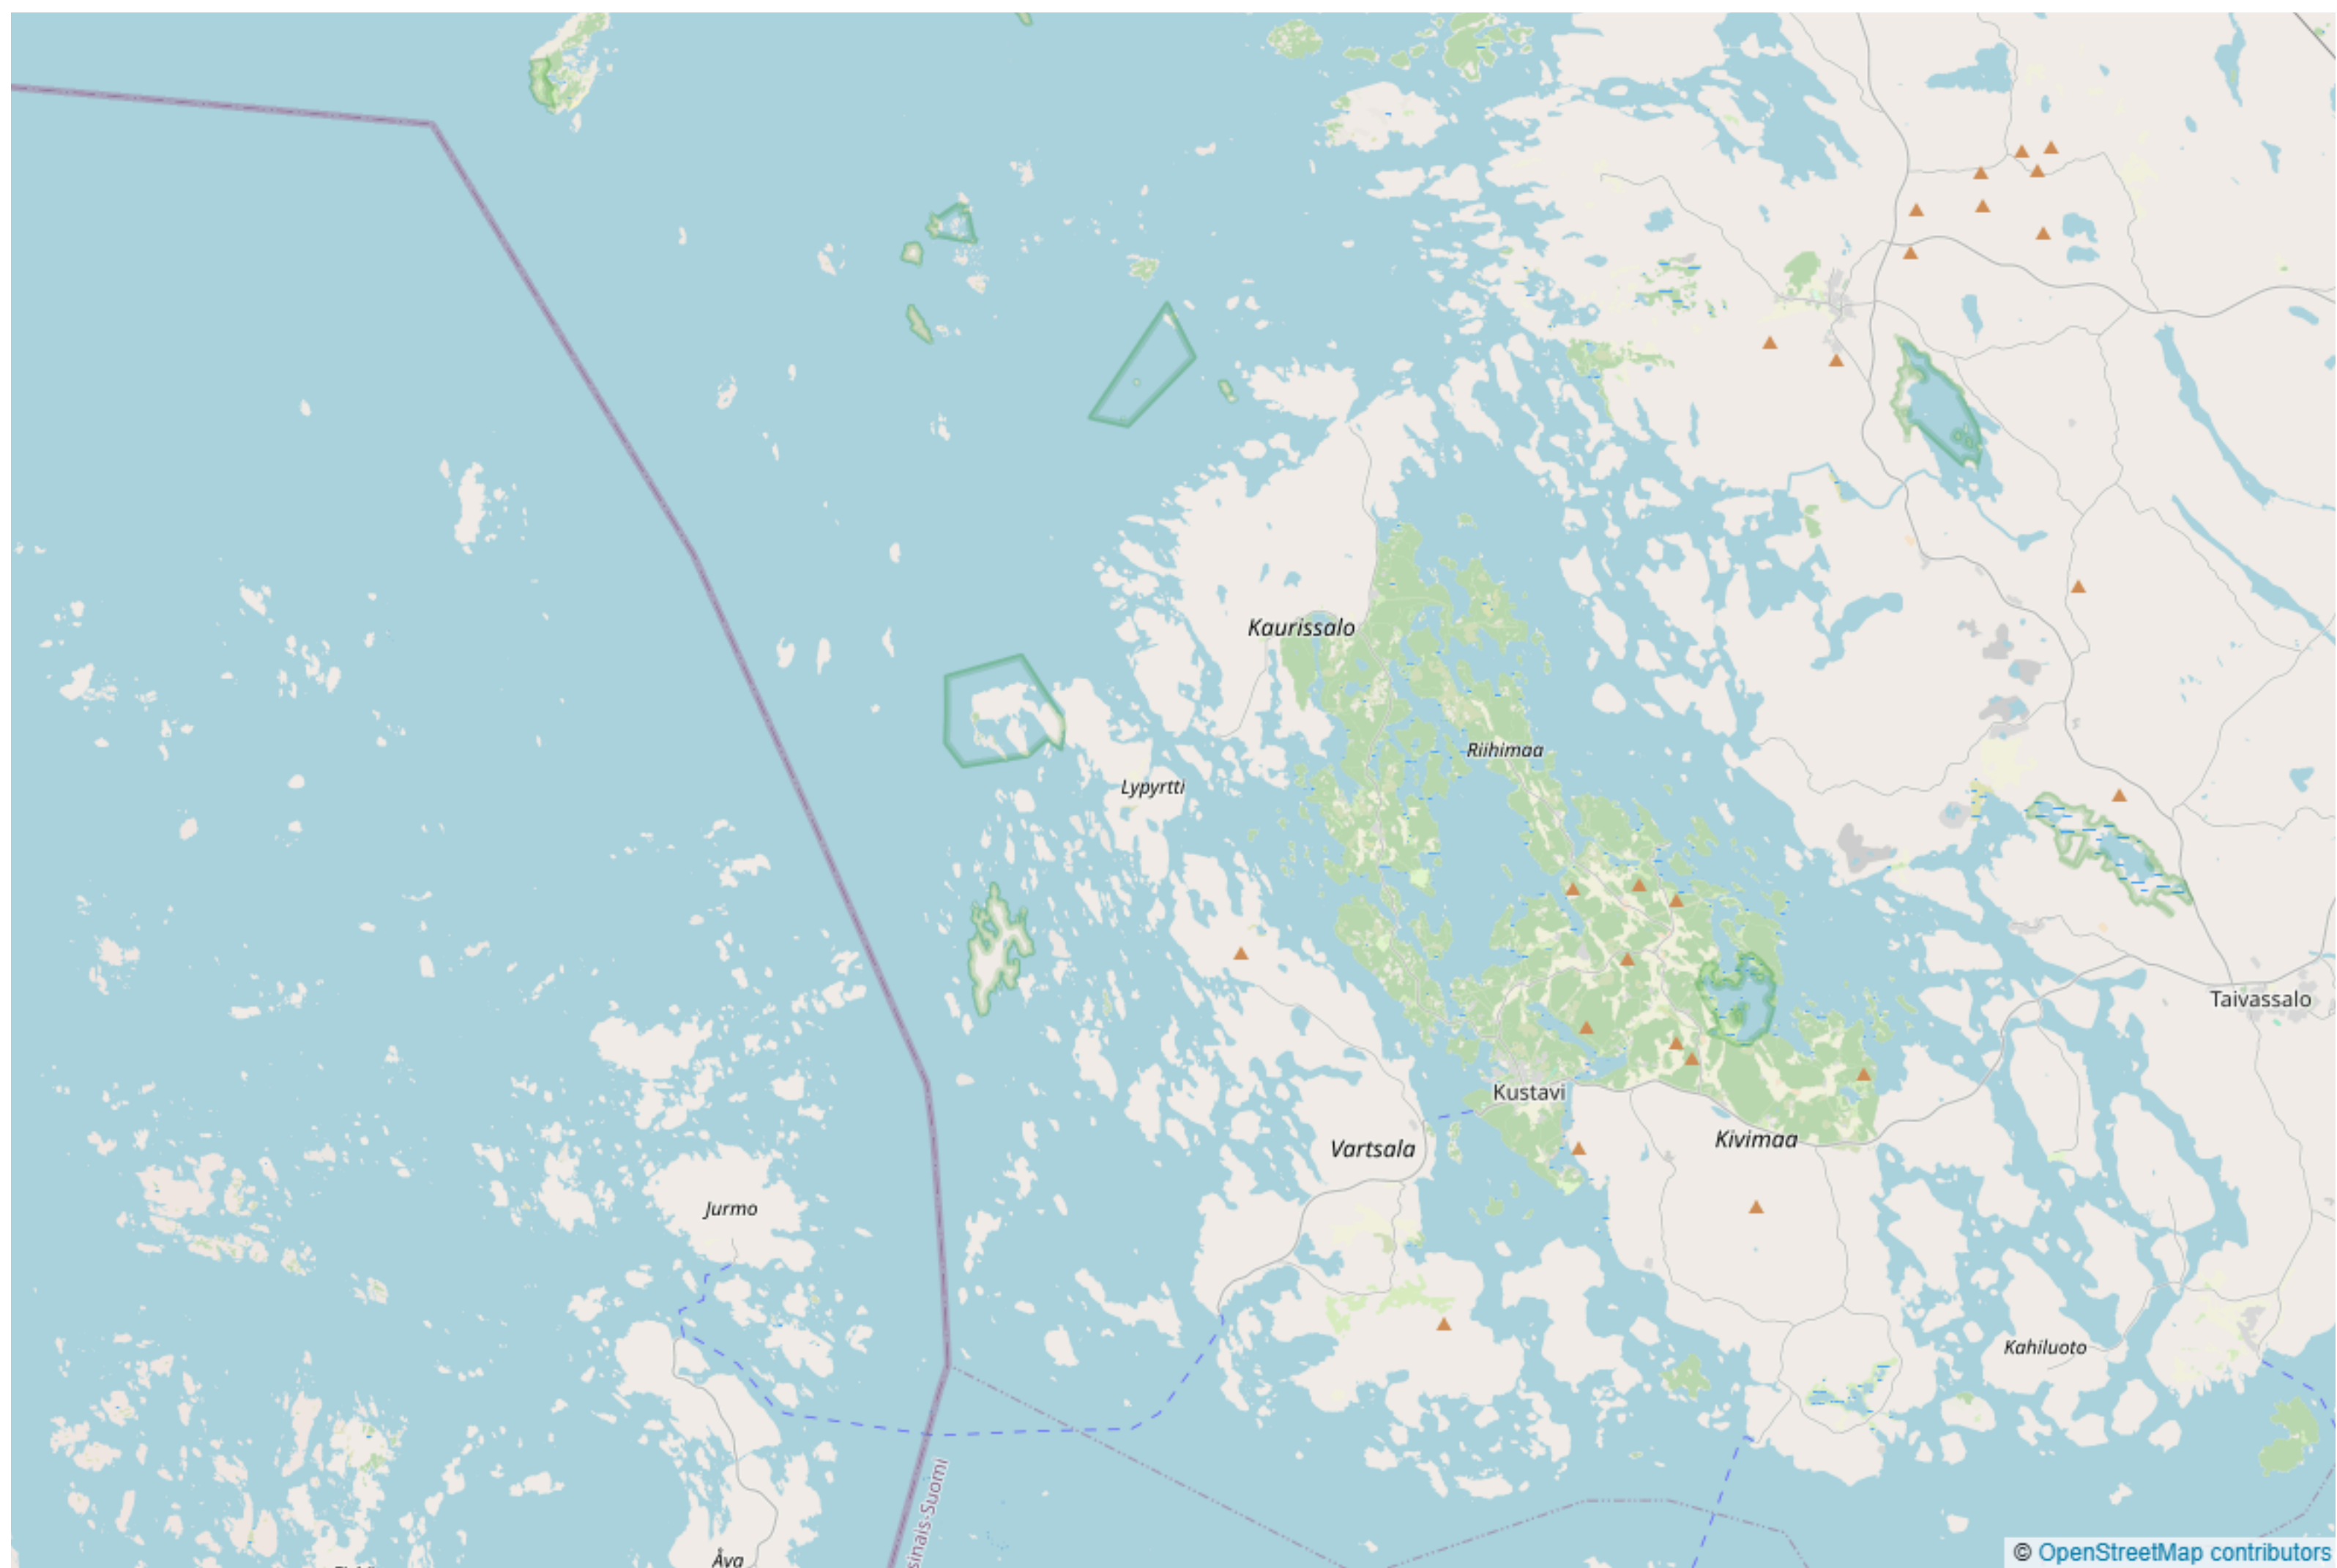 Kaurissalo
Riihimaa
Lypyrtti
Taivassalo
Kustavi
Kivimaa
Vartsala
Jurmo
Kahiluoto
sinais-Suomi
Åva
© OpenStreetMap contributors